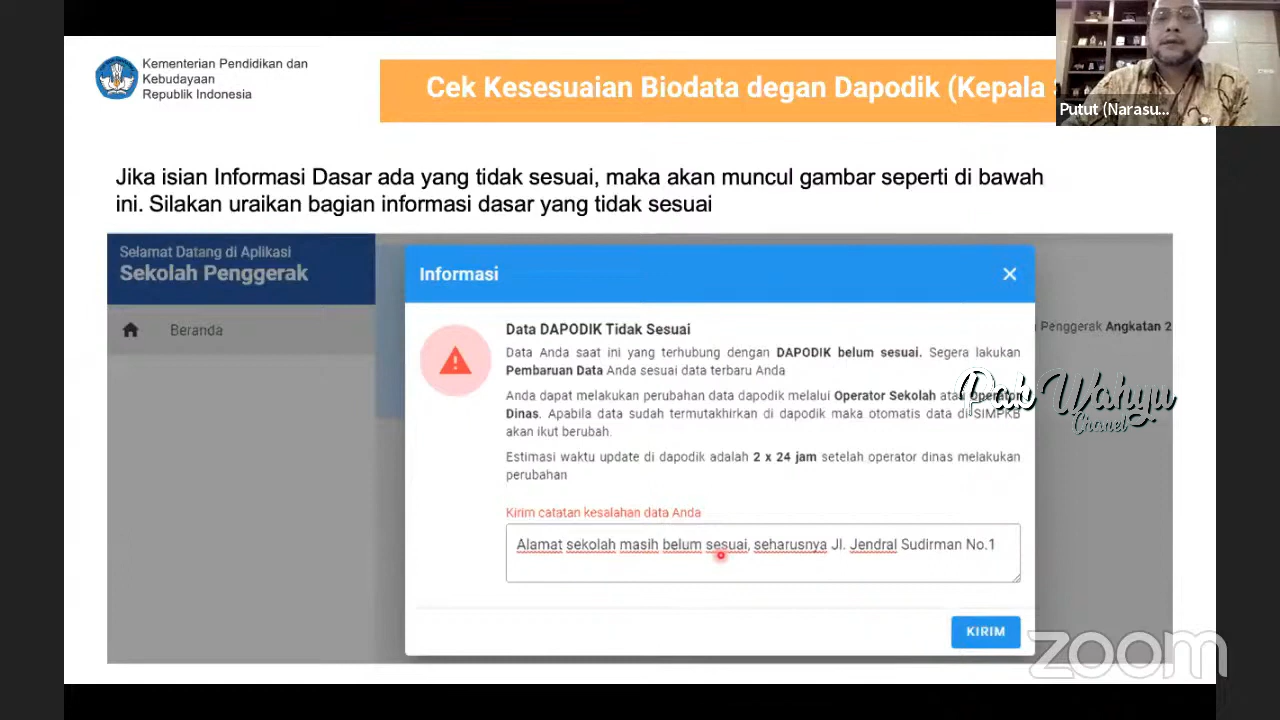 Kementerian Pendidikan dan
Kebudayaan
Republik Indonesia
Cek Kesesuaian Biodata degan Dapodik (Kepala
Putut (Narasu...
Jika isian Informasi Dasar ada yang tidak sesuai, maka akan muncul gambar seperti di bawah
ini. Silakan uraikan bagian informasi dasar yang tidak sesuai
Selamat Datang di Aplikasi
Sekolah Penggerak
Beranda
Informasi
Data DAPODIK Tidak Sesuai
Data Anda saat ini yang terhubung dengan DAPODIK belum sesuai. Segera lakukan
Pembaruan Data Anda sesuai data terbaru Anda
Anda dapat melakukan perubahan data dapodik melalui Operator Sekolah atau Operator
Dinas. Apabila data sudah termutakhirkan di dapodik maka otomatis data di SIMPKB
akan ikut berubah.
Estimasi waktu update di dapodik adalah 2 x 24 jam setelah operator dinas melakukan
perubahan
Kirim catatan kesalahan data Anda
Alamat sekolah masih belum sesuai, seharusnya Jl. Jendral Sudirman No.1
KIRIM
Penggerak Angkatan 2
Pak Wahyu
Chanel
zoom